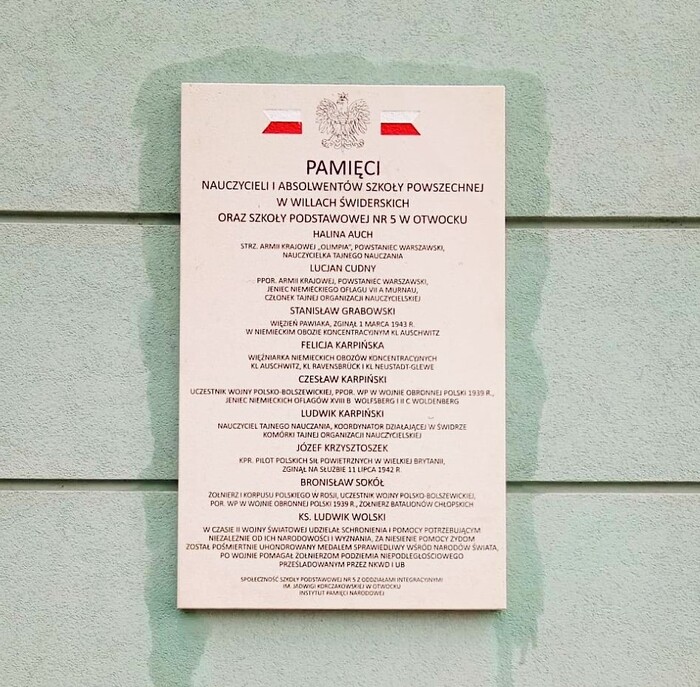 PAMIĘCI
NAUCZYCIELI I ABSOLWENTÓW SZKOŁY POWSZECHNEJ
W WILLACH ŚWIDERSKICH
ORAZ SZKOŁY PODSTAWOWEJ NR 5 W OTWOCKU
HALINA AUCH
STRZ. ARMII KRAJOWEJ „OLIMPIA”, POWSTANIEC WARSZAWSKI,
NAUCZYCIELKA TAJNEGO NAUCZANIA
LUCJAN CUDNY
PPOR. ARMII KRAJOWEJ, POWSTANIEC WARSZAWSKI,
JENIEC NIEMIECKIEGO OFLAGU VII A MURNAU,
CZŁONEK TAJNEJ ORGANIZACJI NAUCZYCIELSKIEJ
STANISŁAW GRABOWSKI
WIĘZIEŃ PAWIAKA, ZGINĄŁ 1 MARCA 1943 R.
W NIEMIECKIM OBOZIE KONCENTRACYJNYM KL AUSCHWITZ
FELICJA KARPIŃSKA
WIĘŹNIARKA NIEMIECKICH OBOZÓW KONCENTRACYJNYCH
KL AUSCHWITZ, KL RAVENSBRÜCK I KL NEUSTADT-GLEWE
CZESŁAW KARPIŃSKI
UCZESTNIK WOJNY POLSKO-BOLSZEWICKIEJ, PPOR. WP W WOJNIE OBRONNEJ POLSKI 1939 R.,
JENIEC NIEMIECKICH OFLAGÓW XVIII B WOLFSBERG I II C WOLDENBERG
LUDWIK KARPIŃSKI
NAUCZYCIEL TAJNEGO NAUCZANIA, KOORDYNATOR DZIAŁAJĄCEJ W ŚWIDRZE
KOMÓRKI TAJNEJ ORGANIZACJI NAUCZYCIELSKIEJ
JÓZEF KRZYSZTOSZEK
KPR. PILOT POLSKICH SIŁ POWIETRZNYCH W WIELKIEJ BRYTANII,
ZGINĄŁ NA SŁUŻBIE 11 LIPCA 1942 R.
BRONISŁAW SOKÓŁ
ŻOŁNIERZ I KORPUSU POLSKIEGO W ROSJI, UCZESTNIK WOJNY POLSKO-BOLSZEWICKIEJ,
POR. WP W WOJNIE OBRONNEJ POLSKI 1939 R., ŻOŁNIERZ BATALIONÓW CHŁOPSKICH
KS. LUDWIK WOLSKI
W CZASIE II WOJNY ŚWIATOWEJ UDZIELAŁ SCHRONIENIA I POMOCY POTRZEBUJĄCYM
NIEZALEŻNIE OD ICH NARODOWOŚCI I WYZNANIA, ZA NIESIENIE POMOCY ŻYDOM
ZOSTAŁ POŚMIERTNIE UHONOROWANY MEDALEM SPRAWIEDLIWY WŚRÓD NARODÓW ŚWIATA,
PO WOJNIE POMAGAŁ ŻOŁNIERZOM PODZIEMIA NIEPODLEGŁOŚCIOWEGO
PRZEŚLADOWANYM PRZEZ NKWD I UB
SPOŁECZNOŚĆ SZKOŁY PODSTAWOWEJ NR 5 Z ODDZIAŁAMI INTEGRACYJNYMI
IM. JADWIGI KORCZAKOWSKIEJ W OTWOCKU
INSTYTUT PAMIĘCI NARODOWEJ